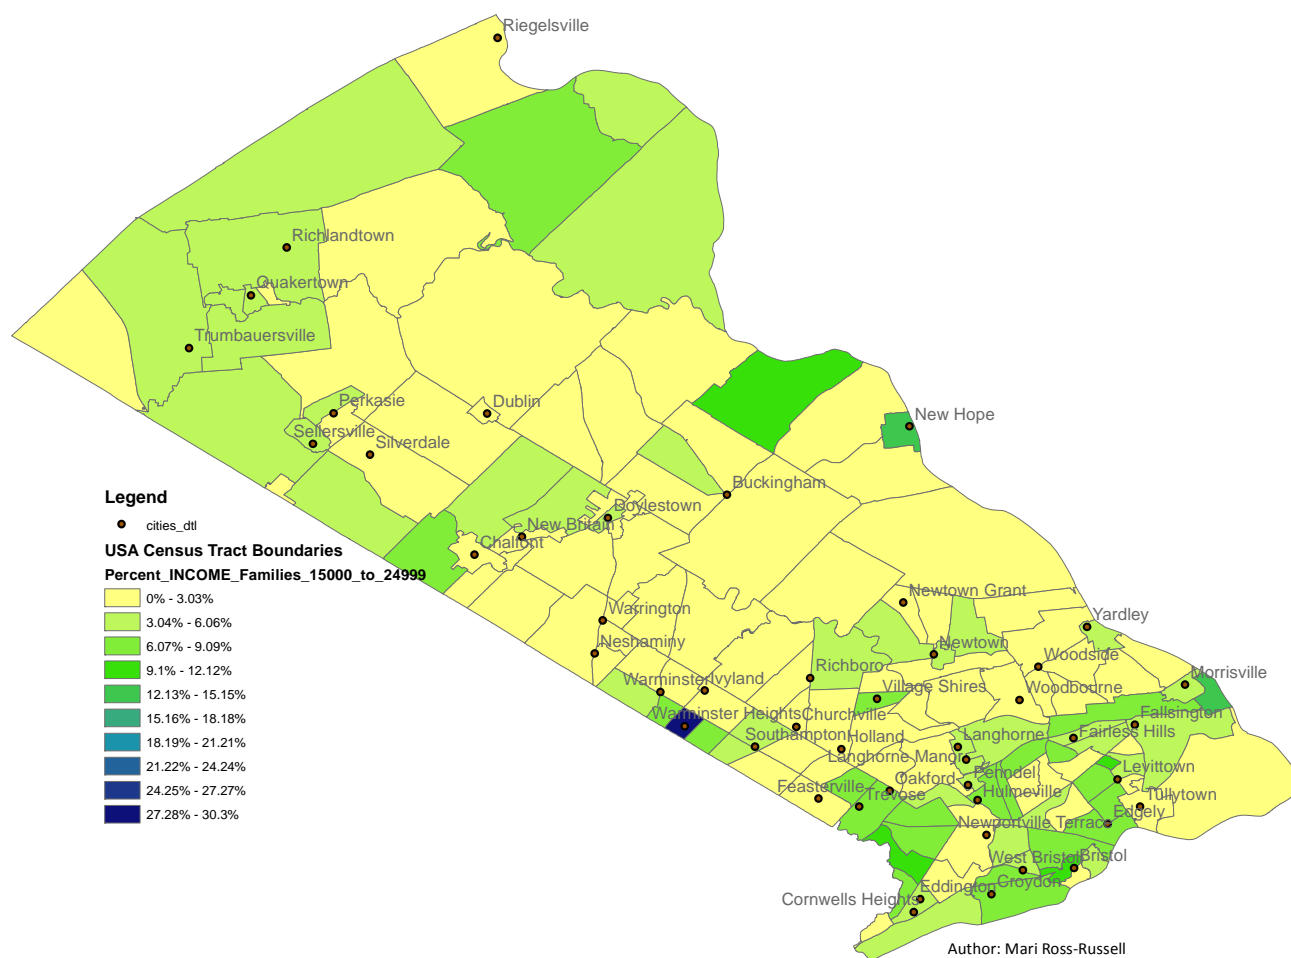 Riegelsville
Richlandtown
Quakertown
Trumbauersville
Perkasie
Dublin
New Hope
Sellersville
Silverdale
Buckingham
Legend
cities_dtl
Doylestown
New Britain
Chalfont
USA Census Tract Boundaries
Percent_INCOME_Families_15000_to_24999
0% - 3.03%
3.04% - 6.06%
6.07% - 9.09%
9.1% - 12.12%
12.13% - 15.15%
15.16% - 18.18%
18.19% - 21.21%
21.22% - 24.24%
24.25% - 27.27%
27.28% - 30.3%
Newtown Grant
Warrington
Yardley
Neshaminy
Newtown
Woodside
Richboro
Morrisville
Warminster
Ivyland
Village Shires
Woodbourne
Warminster Heights
Churchville
Fallsington
Southampton
Holland
Langhorne
Fairless Hills
Langhorne Manor
Levittown
Feasterville
Oakford
Penndel
Trevose
Hulmeville
Tullytown
Newportville Terrace
Edgely
West Bristol
Bristol
Cornwells Heights
Eddington
Croydon
Author: Mari Ross-Russell